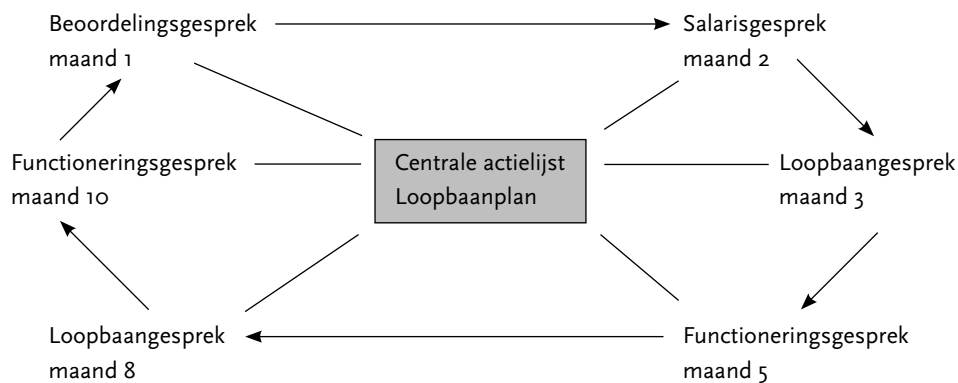 Beoordelingsgesprek
maand 1
Salarisgesprek
maand 2
Functioneringsgesprek
maand 10
Centrale actielijst
Loopbaanplan
Loopbaangesprek
maand 3
Loopbaangesprek
maand 8
Functioneringsgesprek
maand 5